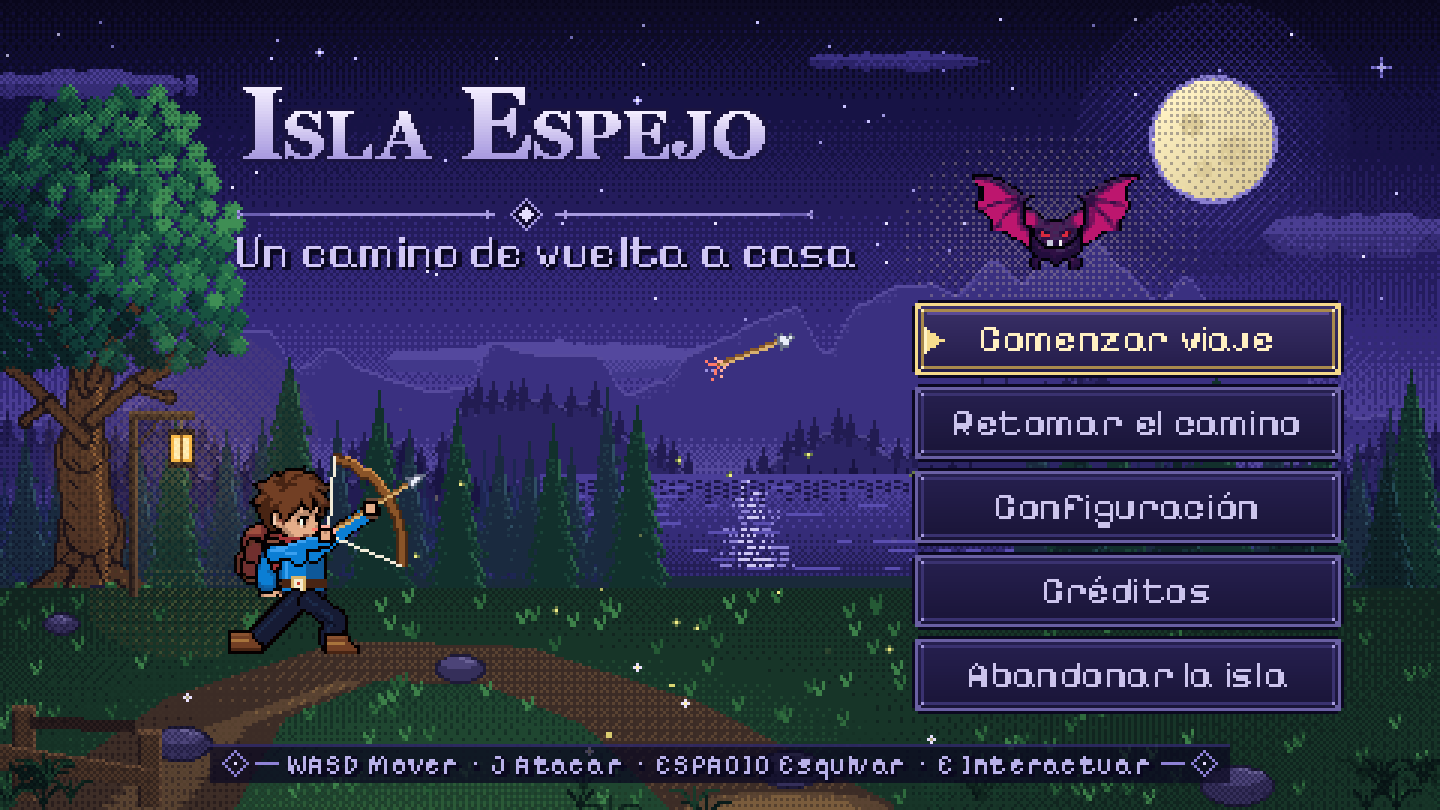 Isla Espejo
Un camino de vuelta a casa
Comenzar viaje
Retomar el camino
Configuración
Créditos
Abandonar la isla
WASD Mover · J Atacar · ESPACIO Esquivar · E Interactuar